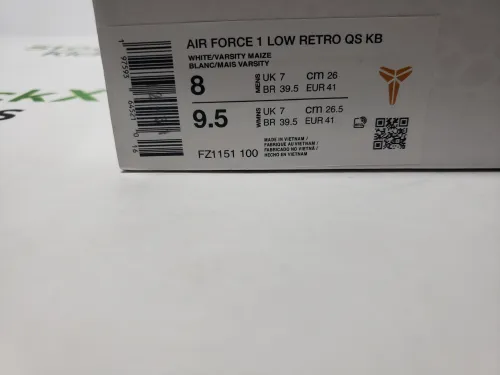 AIR FORCE 1 LOW RETRO QS KB
WHITE/VARSITY MAIZE
BLANC/MAIS VARSITY
8 MENS UK 7 cm 26
BR 39.5 EUR 41
9.5 WMNS UK 7 cm 26.5
BR 39.5 EUR 41
MADE IN VIETNAM /
FABRIQUÉ AU VIETNAM /
FABRICADO NO VIETNÃ /
HECHO EN VIETNAM
FZ1151 100